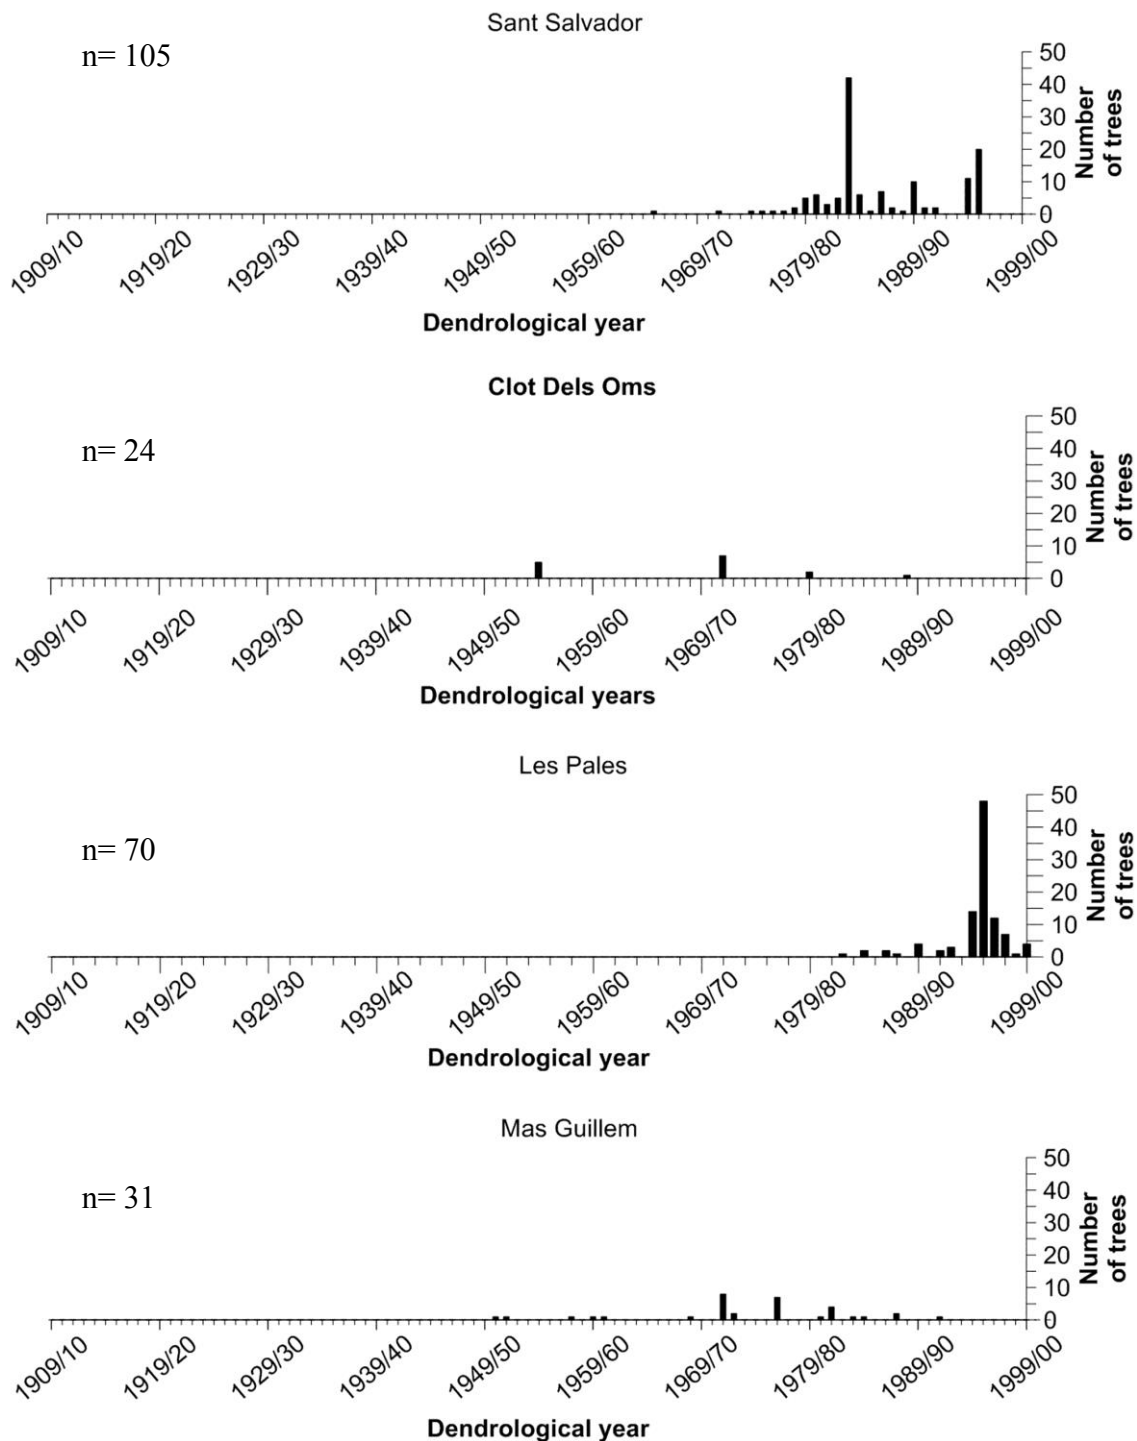 Sant Salvador
n= 105
50
40
30
20
10
0
Number
of trees
1909/10 1919/20 1929/30 1939/40 1949/50 1959/60 1969/70 1979/80 1989/90 1999/00
Dendrological year
Clot Dels Oms
n= 24
50
40
30
20
10
0
Number
of trees
1909/10 1919/20 1929/30 1939/40 1949/50 1959/60 1969/70 1979/80 1989/90 1999/00
Dendrological years
Les Pales
n= 70
50
40
30
20
10
0
Number
of trees
1909/10 1919/20 1929/30 1939/40 1949/50 1959/60 1969/70 1979/80 1989/90 1999/00
Dendrological year
Mas Guillem
n= 31
50
40
30
20
10
0
Number
of trees
1909/10 1919/20 1929/30 1939/40 1949/50 1959/60 1969/70 1979/80 1989/90 1999/00
Dendrological year